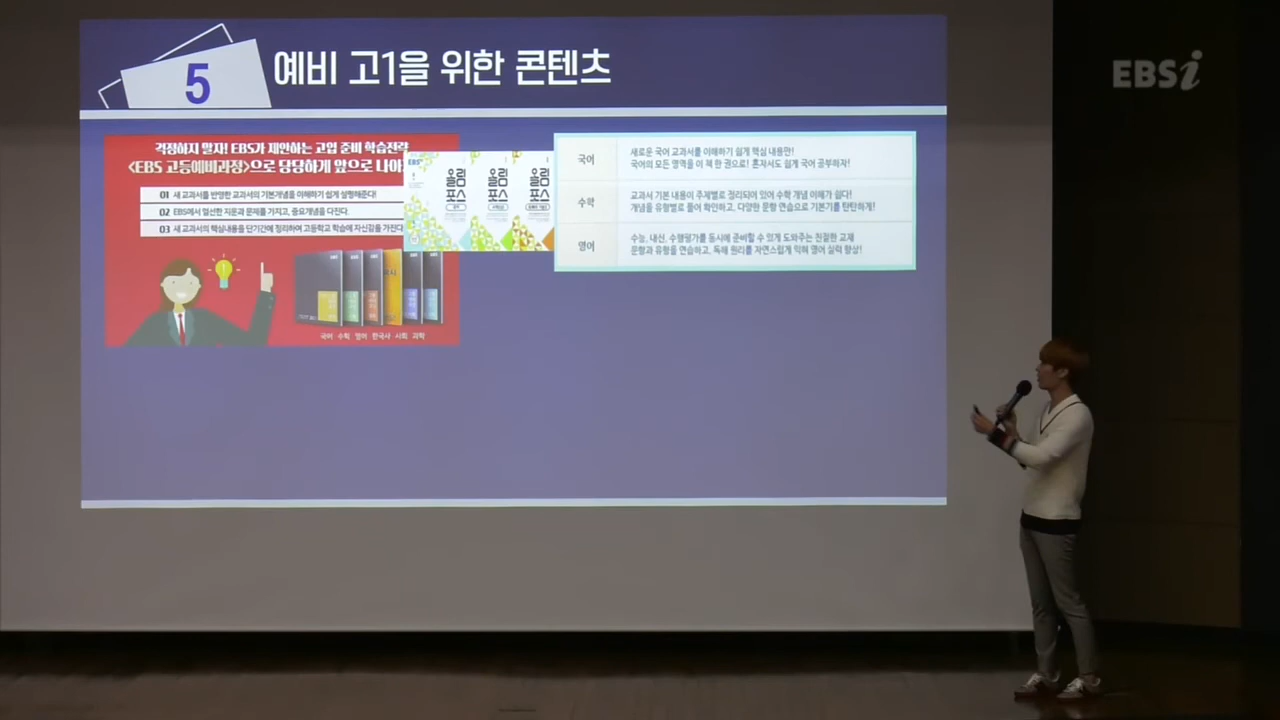 5
예비 고1을 위한 콘텐츠
EBSi
걱정하지 말자! EBS가 제안하는 고입 준비 학습전략
<EBS 고등예비과정>으로 당당하게 앞으로 나아
01 새 교과서를 반영한 교과서의 기본개념을 이해하기 쉽게 설명해준다!
02 EBS에서 엄선한 지문과 문제를 가지고, 중요개념을 다진다.
03 새 교과서의 핵심내용을 단기간에 정리하여 고등학교 학습에 자신감을 가진다
국어 수학 영어 한국사 사회 과학
EBS
올림포스
올림포스
올림포스
국어
새로운 국어 교과서를 이해하기 쉽게 핵심 내용만!
국어의 모든 영역을 이 책 한 권으로! 혼자서도 쉽게 국어 공부하자!
수학
교과서 기본 내용이 주제별로 정리되어 있어 수학 개념 이해가 쉽다!
개념을 유형별로 풀어 확인하고, 다양한 문항 연습으로 기본기를 탄탄하게!
영어
수능, 내신, 수행평가를 동시에 준비할 수 있게 도와주는 친절한 교재
문항과 유형을 연습하고, 독해 원리를 자연스럽게 익혀 영어 실력 향상!